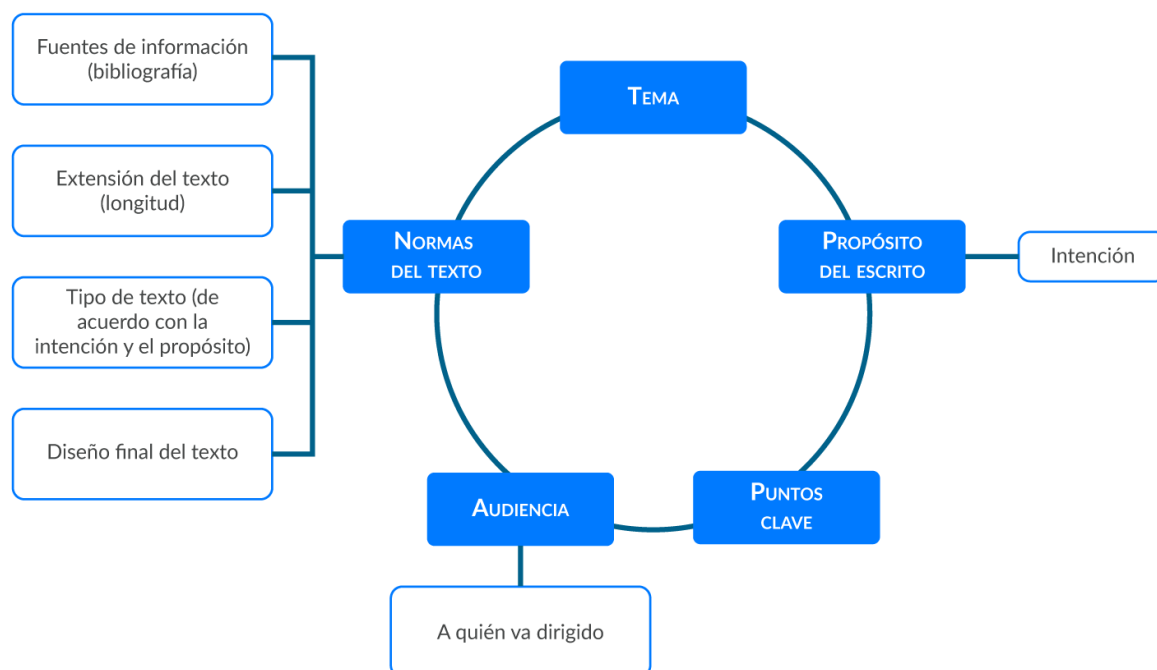 Fuentes de información
(bibliografía)
Extensión del texto
(longitud)
Tipo de texto (de
acuerdo con la
intención y el propósito)
Diseño final del texto
NORMAS
DEL TEXTO
TEMA
PROPÓSITO
DEL ESCRITO
Intención
PUNTOS
CLAVE
AUDIENCIA
A quién va dirigido